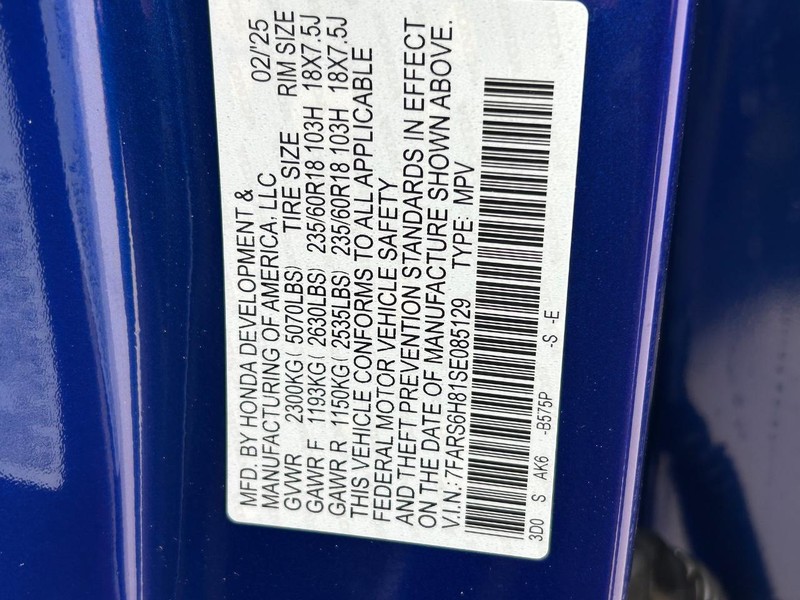 MFD. BY HONDA DEVELOPMENT &
MANUFACTURING OF AMERICA, LLC 02/'25
GVWR 2300KG ( 5070LBS) TIRE SIZE RIM SIZE
GAWR F 1193KG ( 2630LBS) 235/60R18 103H 18X7.5J
GAWR R 1150KG ( 2535LBS) 235/60R18 103H 18X7.5J
THIS VEHICLE CONFORMS TO ALL APPLICABLE
FEDERAL MOTOR VEHICLE SAFETY
AND THEFT PREVENTION STANDARDS IN EFFECT
ON THE DATE OF MANUFACTURE SHOWN ABOVE.
V.I.N.: 7FARS6H81SE085129 TYPE: MPV
3D0 S AK6 -B575P -S -E